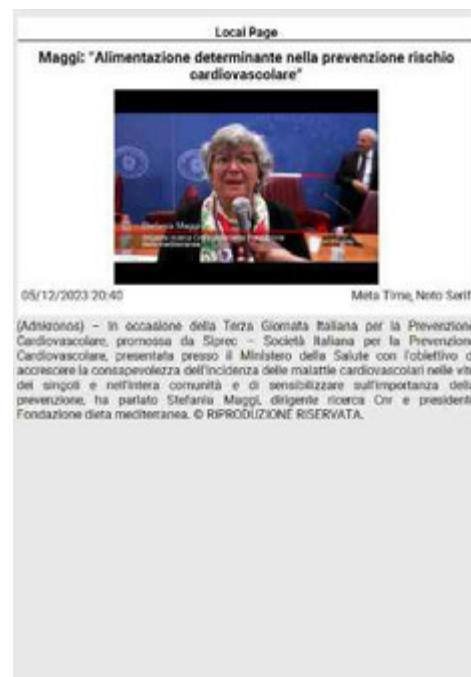 Local Page
Maggi: "Alimentazione determinante nella prevenzione rischio
cardiovascolare"
Stefania Maggi
05/12/2023 20:40
Meta Time, Noto Serif
(Adnkronos) – In occasione della Terza Giornata Italiana per la Prevenzione
Cardiovascolare, promossa da Siprec – Società Italiana per la Prevenzione
Cardiovascolare, presentata presso il Ministero della Salute con l'obiettivo d
accrescere la consapevolezza dell'incidenza delle malattie cardiovascolari nelle vite
dei singoli e nell'intera comunità e di sensibilizzare sull'importanza della
prevenzione, ha parlato Stefania Maggi, dirigente ricerca Cnr e presidente
Fondazione dieta mediterranea. © RIPRODUZIONE RISERVATA.